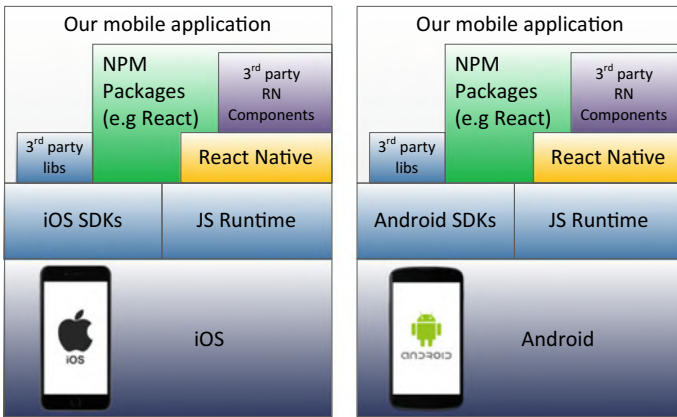 Our mobile application
NPM
Packages
(e.g React)
3rd party
RN
Components
3rd party
libs
React Native
iOS SDKs
JS Runtime
iOS
iOS
Our mobile application
NPM
Packages
(e.g React)
3rd party
RN
Components
3rd party
libs
React Native
Android SDKs
JS Runtime
ANDROID
Android